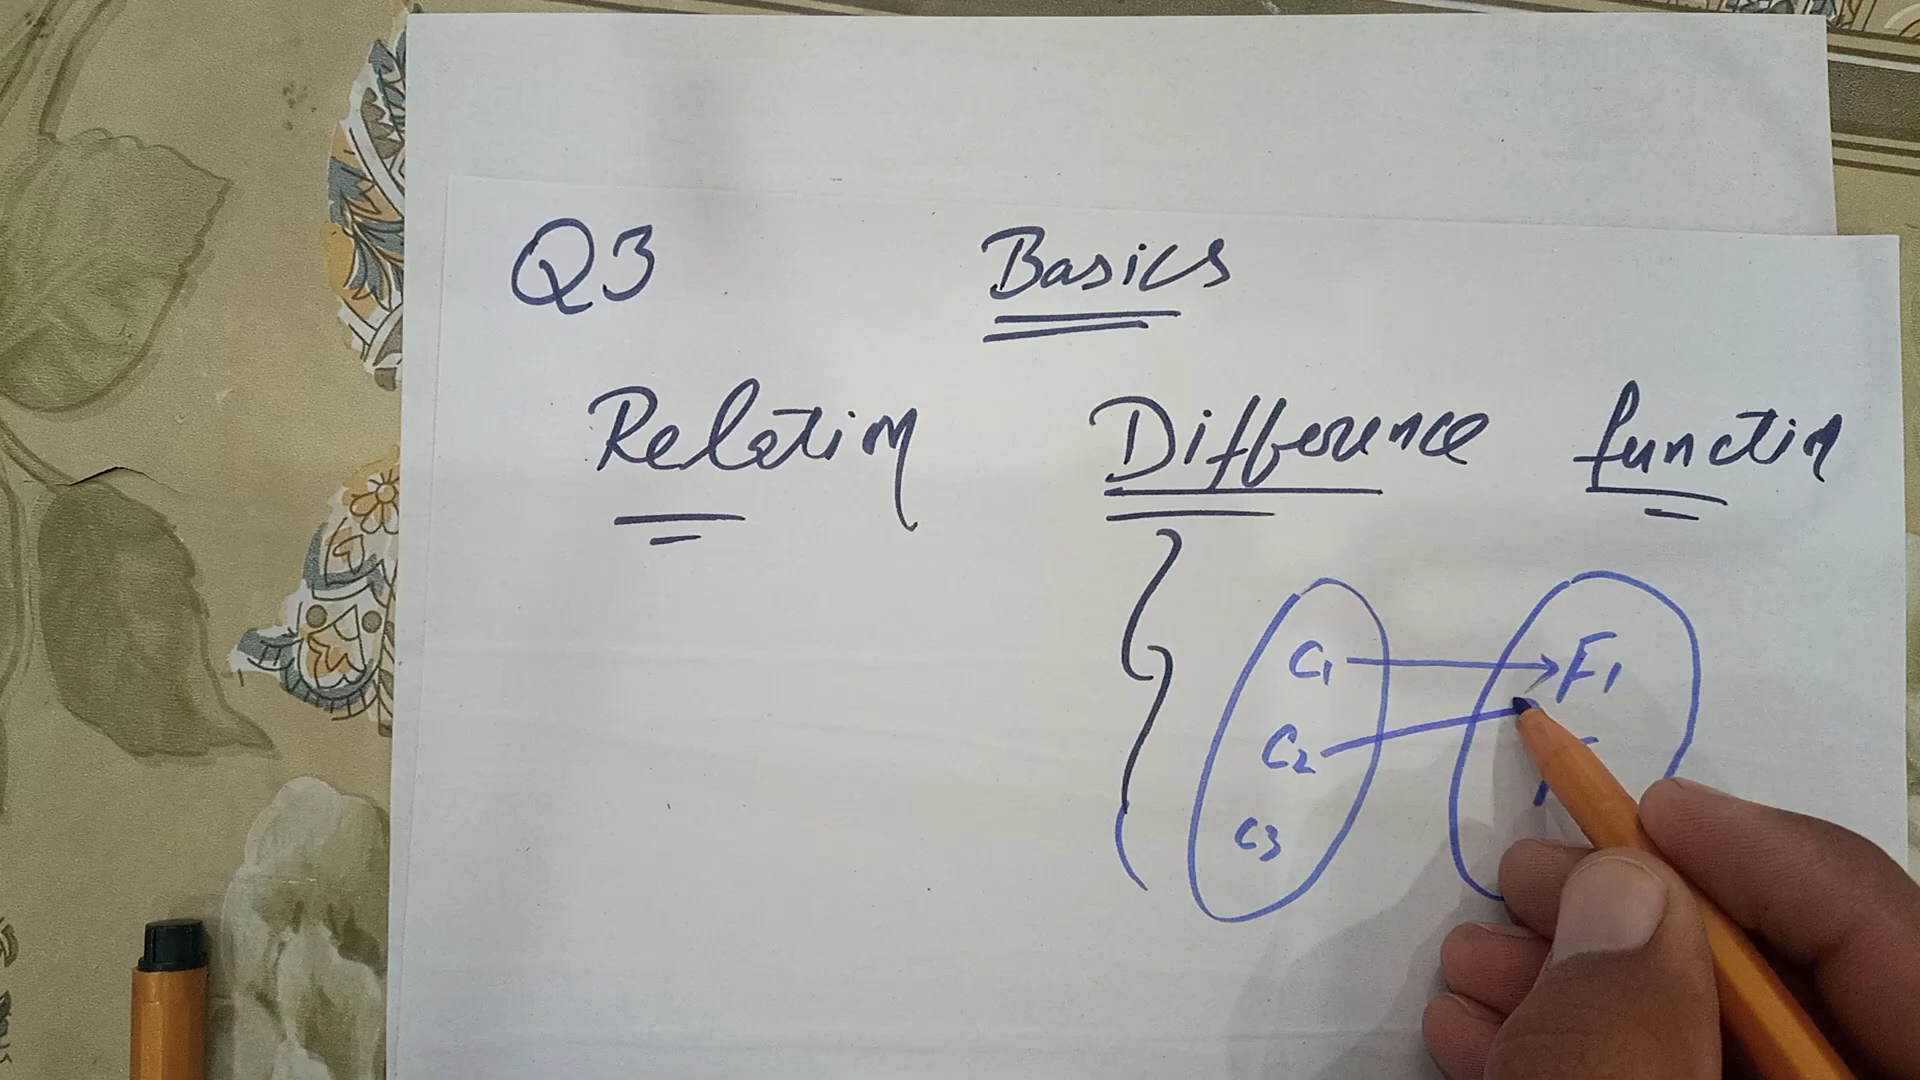 Q3 Basics
Relation Difference function
C1 F1
C2
C3